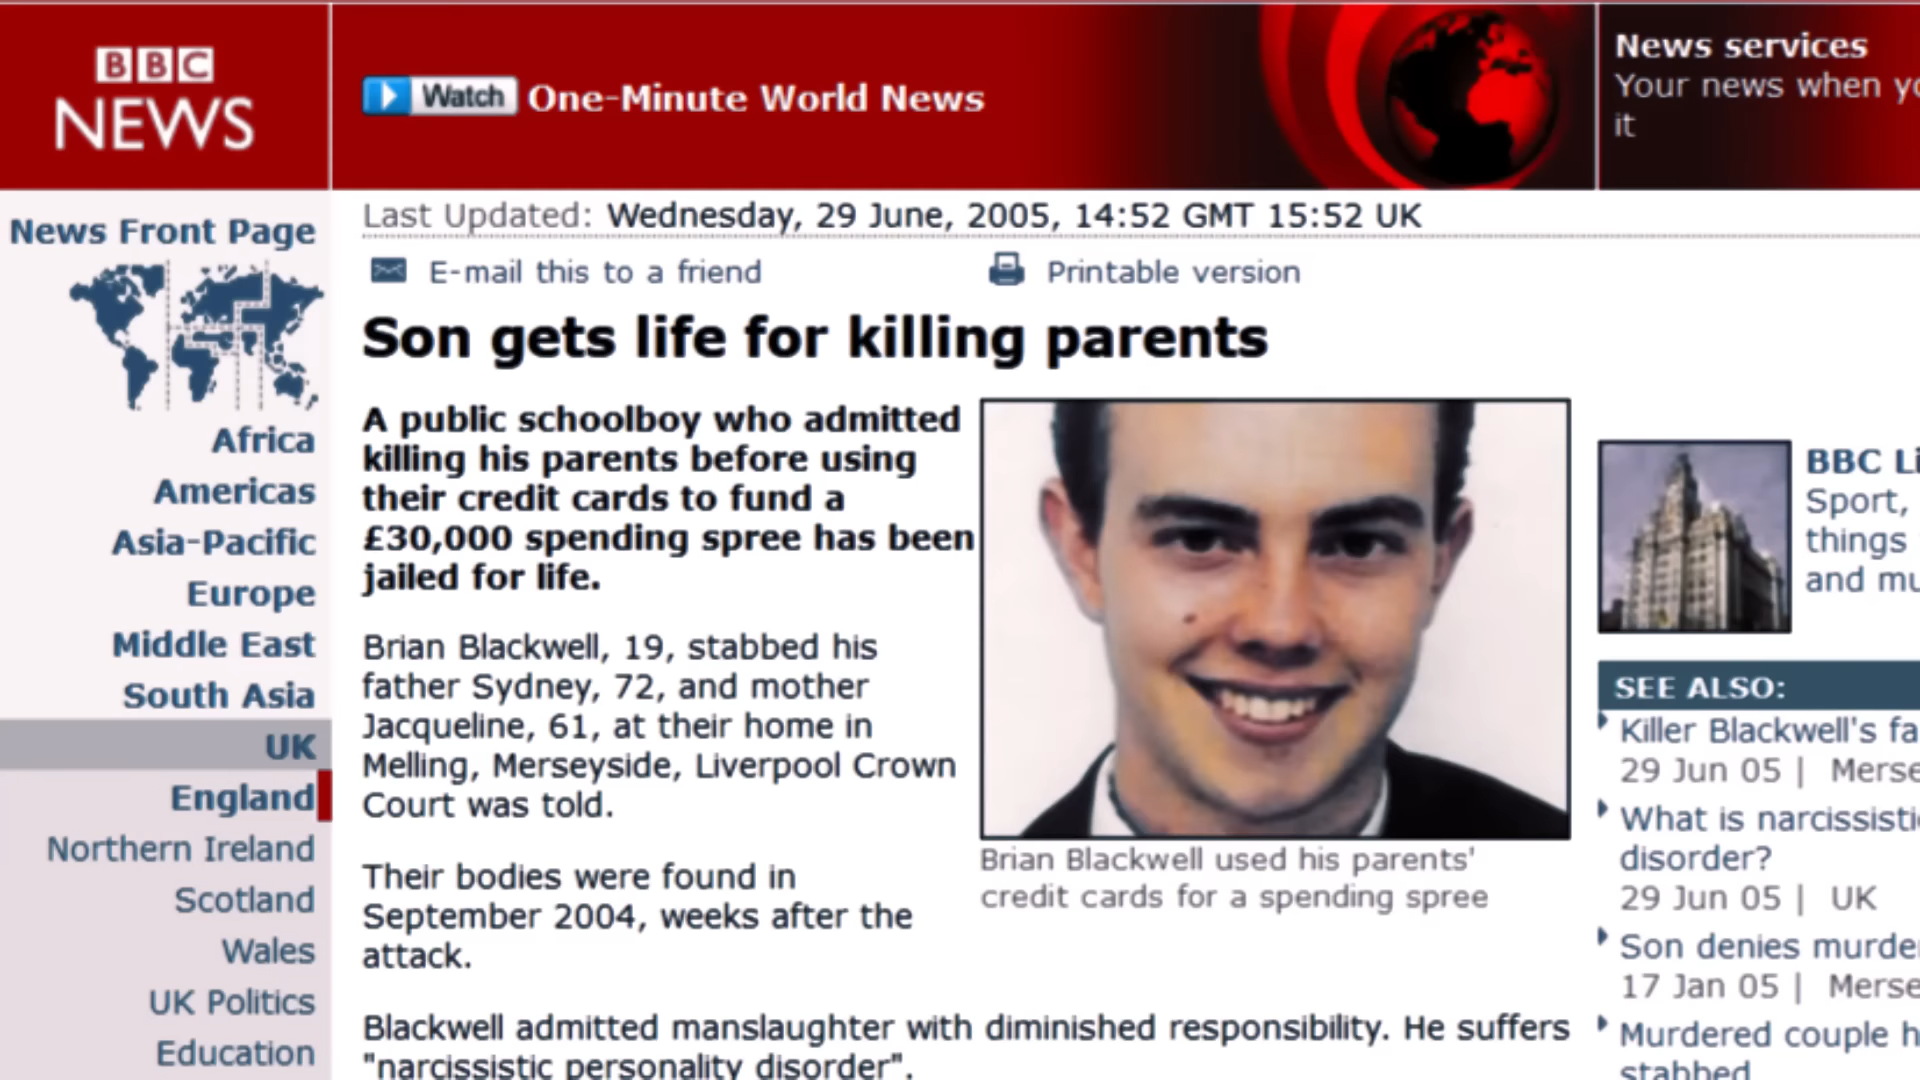 BBC
NEWS
Watch One-Minute World News
News services
Your news when
it
News Front Page
Africa
Americas
Asia-Pacific
Europe
Middle East
South Asia
UK
England
Northern Ireland
Scotland
Wales
UK Politics
Education
Last Updated: Wednesday, 29 June, 2005, 14:52 GMT 15:52 UK
E-mail this to a friend
Printable version
Son gets life for killing parents
A public schoolboy who admitted
killing his parents before using
their credit cards to fund a
£30,000 spending spree has been
jailed for life.
Brian Blackwell, 19, stabbed his
father Sydney, 72, and mother
Jacqueline, 61, at their home in
Melling, Merseyside, Liverpool Crown
Court was told.
Their bodies were found in
September 2004, weeks after the
attack.
Blackwell admitted manslaughter with diminished responsibility. He suffers
"narcissistic personality disorder".
Brian Blackwell used his parents'
credit cards for a spending spree
BBC Li
Sport,
things
and mu
SEE ALSO:
Killer Blackwell's fa
29 Jun 05 | Merse
What is narcissisti
disorder?
29 Jun 05 | UK
Son denies murde
17 Jan 05 | Merse
Murdered couple h
stabbed